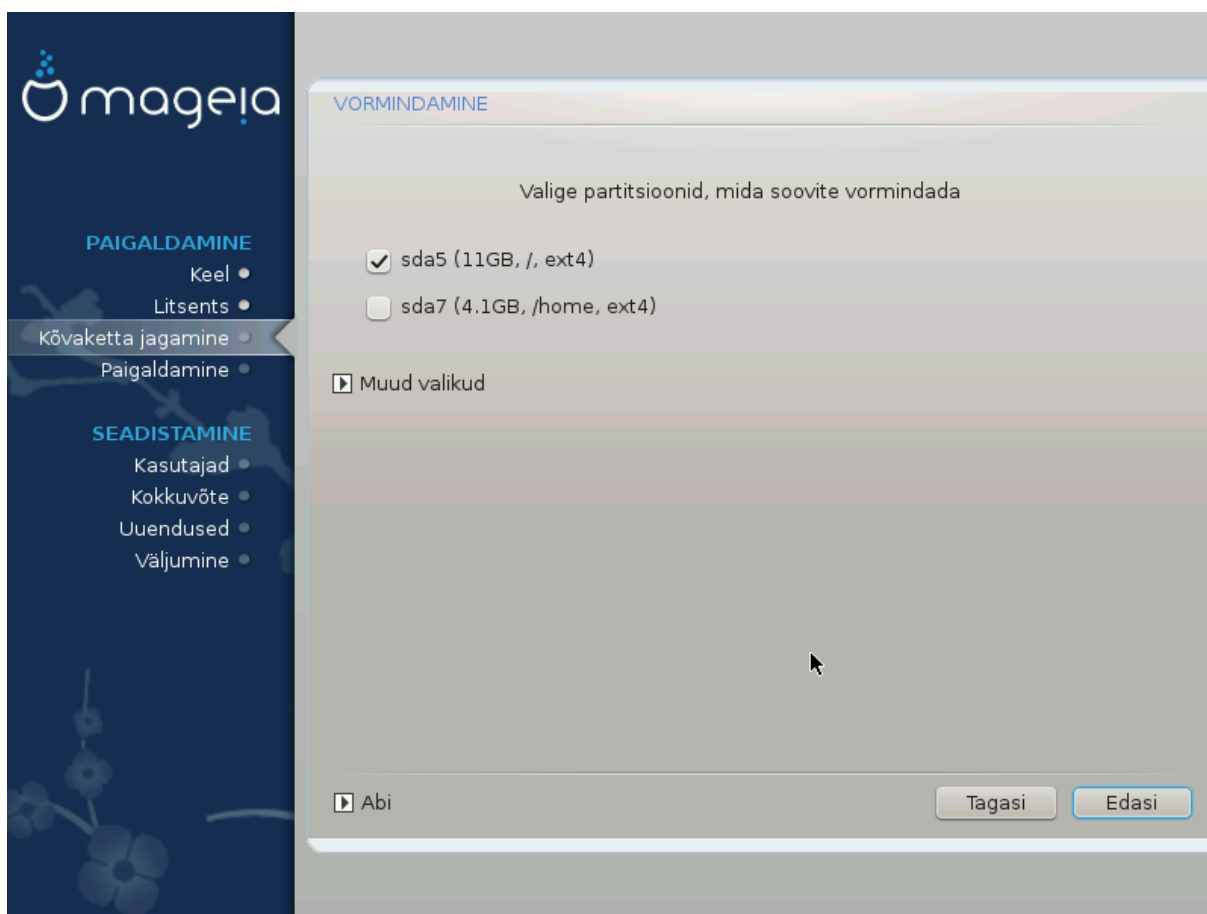 mageia
PAIGALDAMINE
Keel
Litsents
Kõvaketta jagamine
Paigaldamine
SEADISTAMINE
Kasutajad
Kokkuvõte
Uuendused
Väljumine
VORMINDAMINE
Valige partitsioonid, mida soovite vormindada
sda5 (11GB, /, ext4)
sda7 (4.1GB, /home, ext4)
Muud valikud
Abi
Tagasi
Edasi